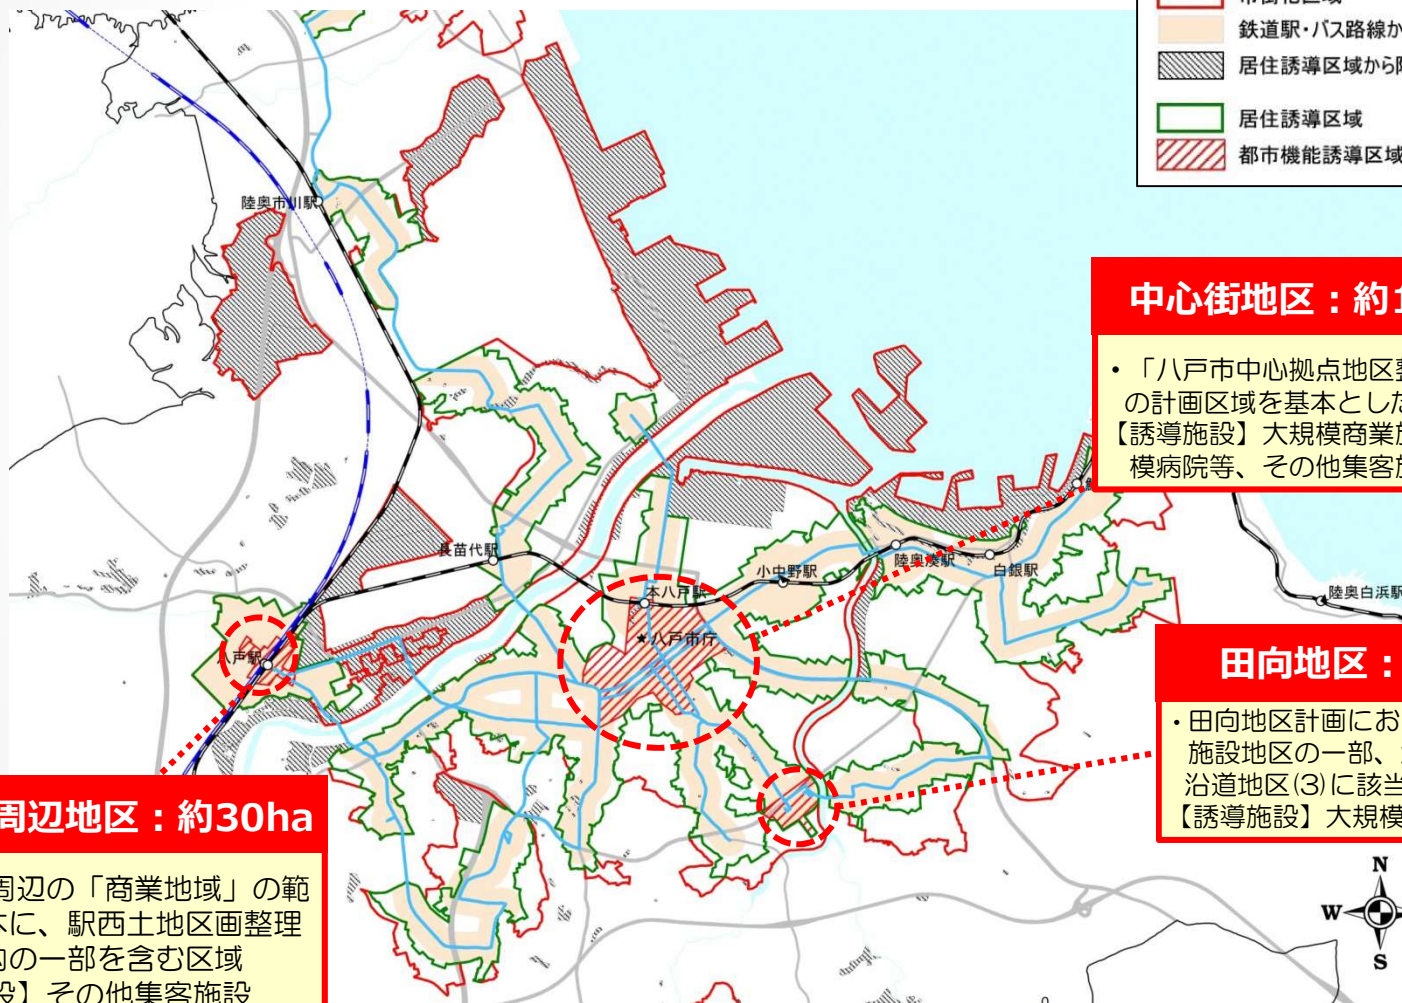 市街化区域
鉄道駅・バス路線か
居住誘導区域から
居住誘導区域
都市機能誘導区域
陸奥市川駅
中心街地区：約1
・「八戸市中心拠点地区整
の計画区域を基本とした
【誘導施設】大規模商業施
模病院等、その他集客施
長苗代駅
小中野駅
陸奥湊駅
白銀駅
本八戸駅
陸奥白浜駅
★八戸市庁
八戸駅
田向地区：
・田向地区計画にお
施設地区の一部、
沿道地区(3)に該当
【誘導施設】大規模
周辺地区：約30ha
周辺の「商業地域」の範
本に、駅西土地区画整理
内の一部を含む区域
設】その他集客施設
N
W
S